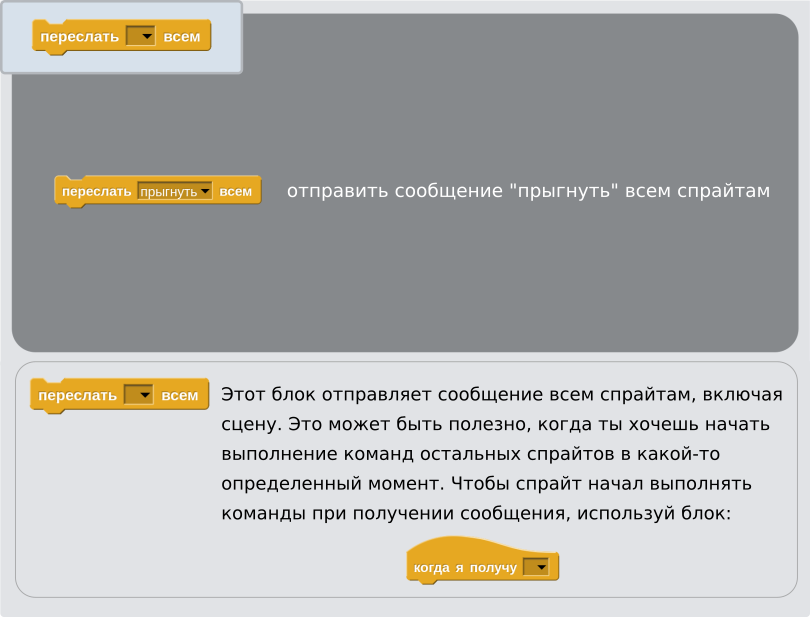 переслать всем
переслать прыгнуть всем отправить сообщение "прыгнуть" всем спрайтам
переслать всем Этот блок отправляет сообщение всем спрайтам, включая
сцену. Это может быть полезно, когда ты хочешь начать
выполнение команд остальных спрайтов в какой-то
определенный момент. Чтобы спрайт начал выполнять
команды при получении сообщения, используй блок:
когда я получу